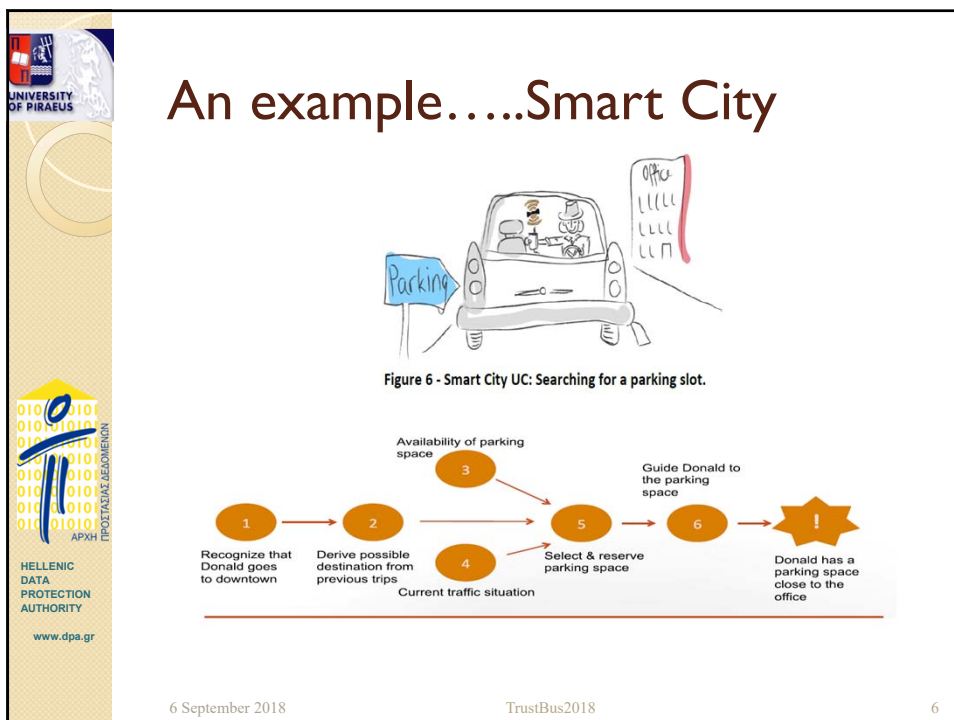 UNIVERSITY
OF PIRAEUS
An example…..Smart City
Office
Parking
Figure 6 - Smart City UC: Searching for a parking slot.
Availability of parking
space
3
Guide Donald to
the parking
space
1
2
5
6
!
Recognize that
Donald goes
to downtown
Derive possible
destination from
previous trips
4
Current traffic situation
Select & reserve
parking space
Donald has a
parking space
close to the
office
ΑΡΧΗ
ΠΡΟΣΤΑΣΙΑΣ ΔΕΔΟΜΕΝΩΝ
HELLENIC
DATA
PROTECTION
AUTHORITY
www.dpa.gr
6 September 2018
TrustBus2018
6